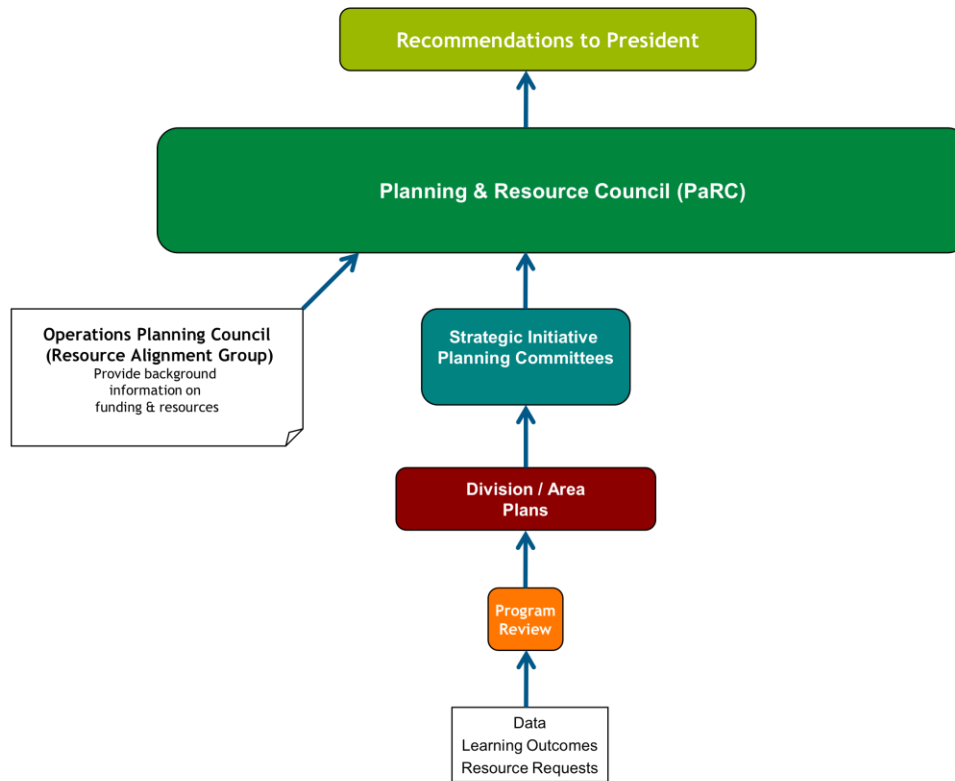 Recommendations to President
Planning & Resource Council (PaRC)
Operations Planning Council
(Resource Alignment Group)
Provide background
information on
funding & resources
Strategic Initiative
Planning Committees
Division / Area
Plans
Program
Review
Data
Learning Outcomes
Resource Requests